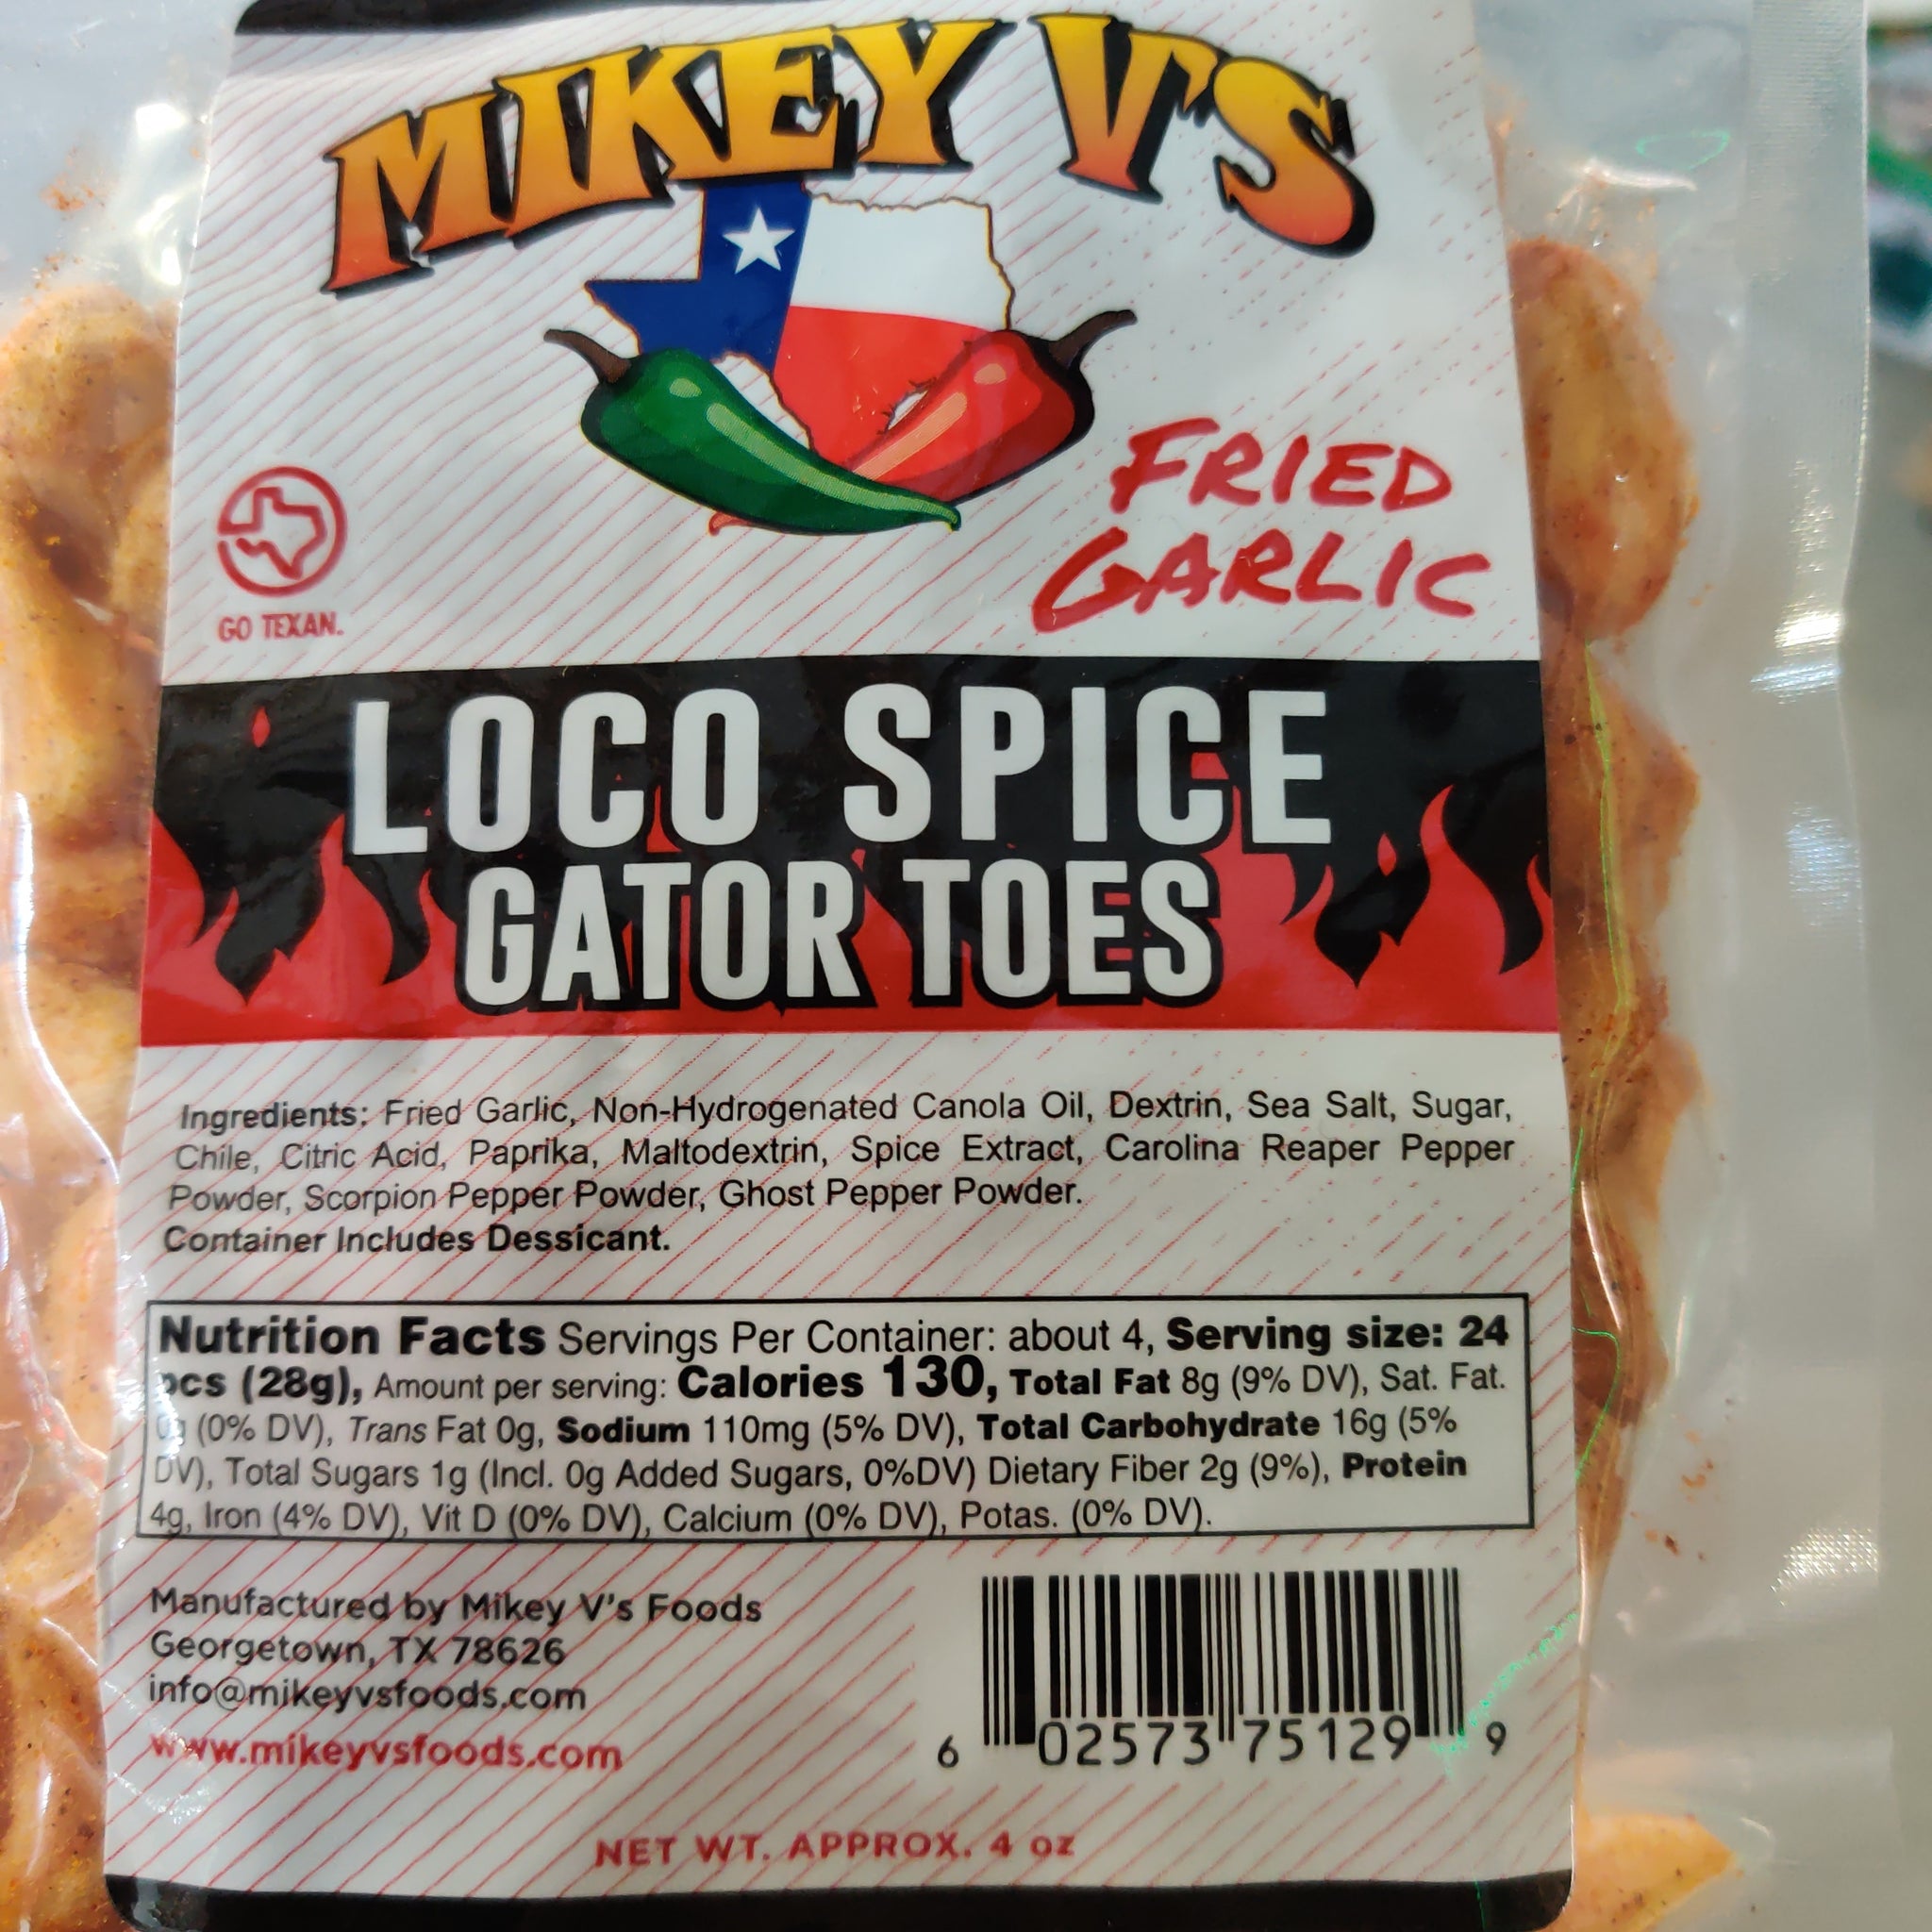 MIKEY V'S
FRIED
GARLIC
GO TEXAN.
LOCO SPICE
GATOR TOES
Ingredients: Fried Garlic, Non-Hydrogenated Canola Oil, Dextrin, Sea Salt, Sugar,
Chile, Citric Acid, Paprika, Maltodextrin, Spice Extract, Carolina Reaper Pepper
Powder, Scorpion Pepper Powder, Ghost Pepper Powder.
Container Includes Dessicant.
Nutrition Facts Servings Per Container: about 4, Serving size: 24
pcs (28g), Amount per serving: Calories 130, Total Fat 8g (9% DV), Sat. Fat.
0g (0% DV), Trans Fat 0g, Sodium 110mg (5% DV), Total Carbohydrate 16g (5%
DV), Total Sugars 1g (Incl. 0g Added Sugars, 0%DV) Dietary Fiber 2g (9%), Protein
4g, Iron (4% DV), Vit D (0% DV), Calcium (0% DV), Potas. (0% DV).
Manufactured by Mikey V's Foods
Georgetown, TX 78626
info@mikeyvsfoods.com
www.mikeyvsfoods.com
6 02573 75129 9
NET WT. APPROX. 4 oz